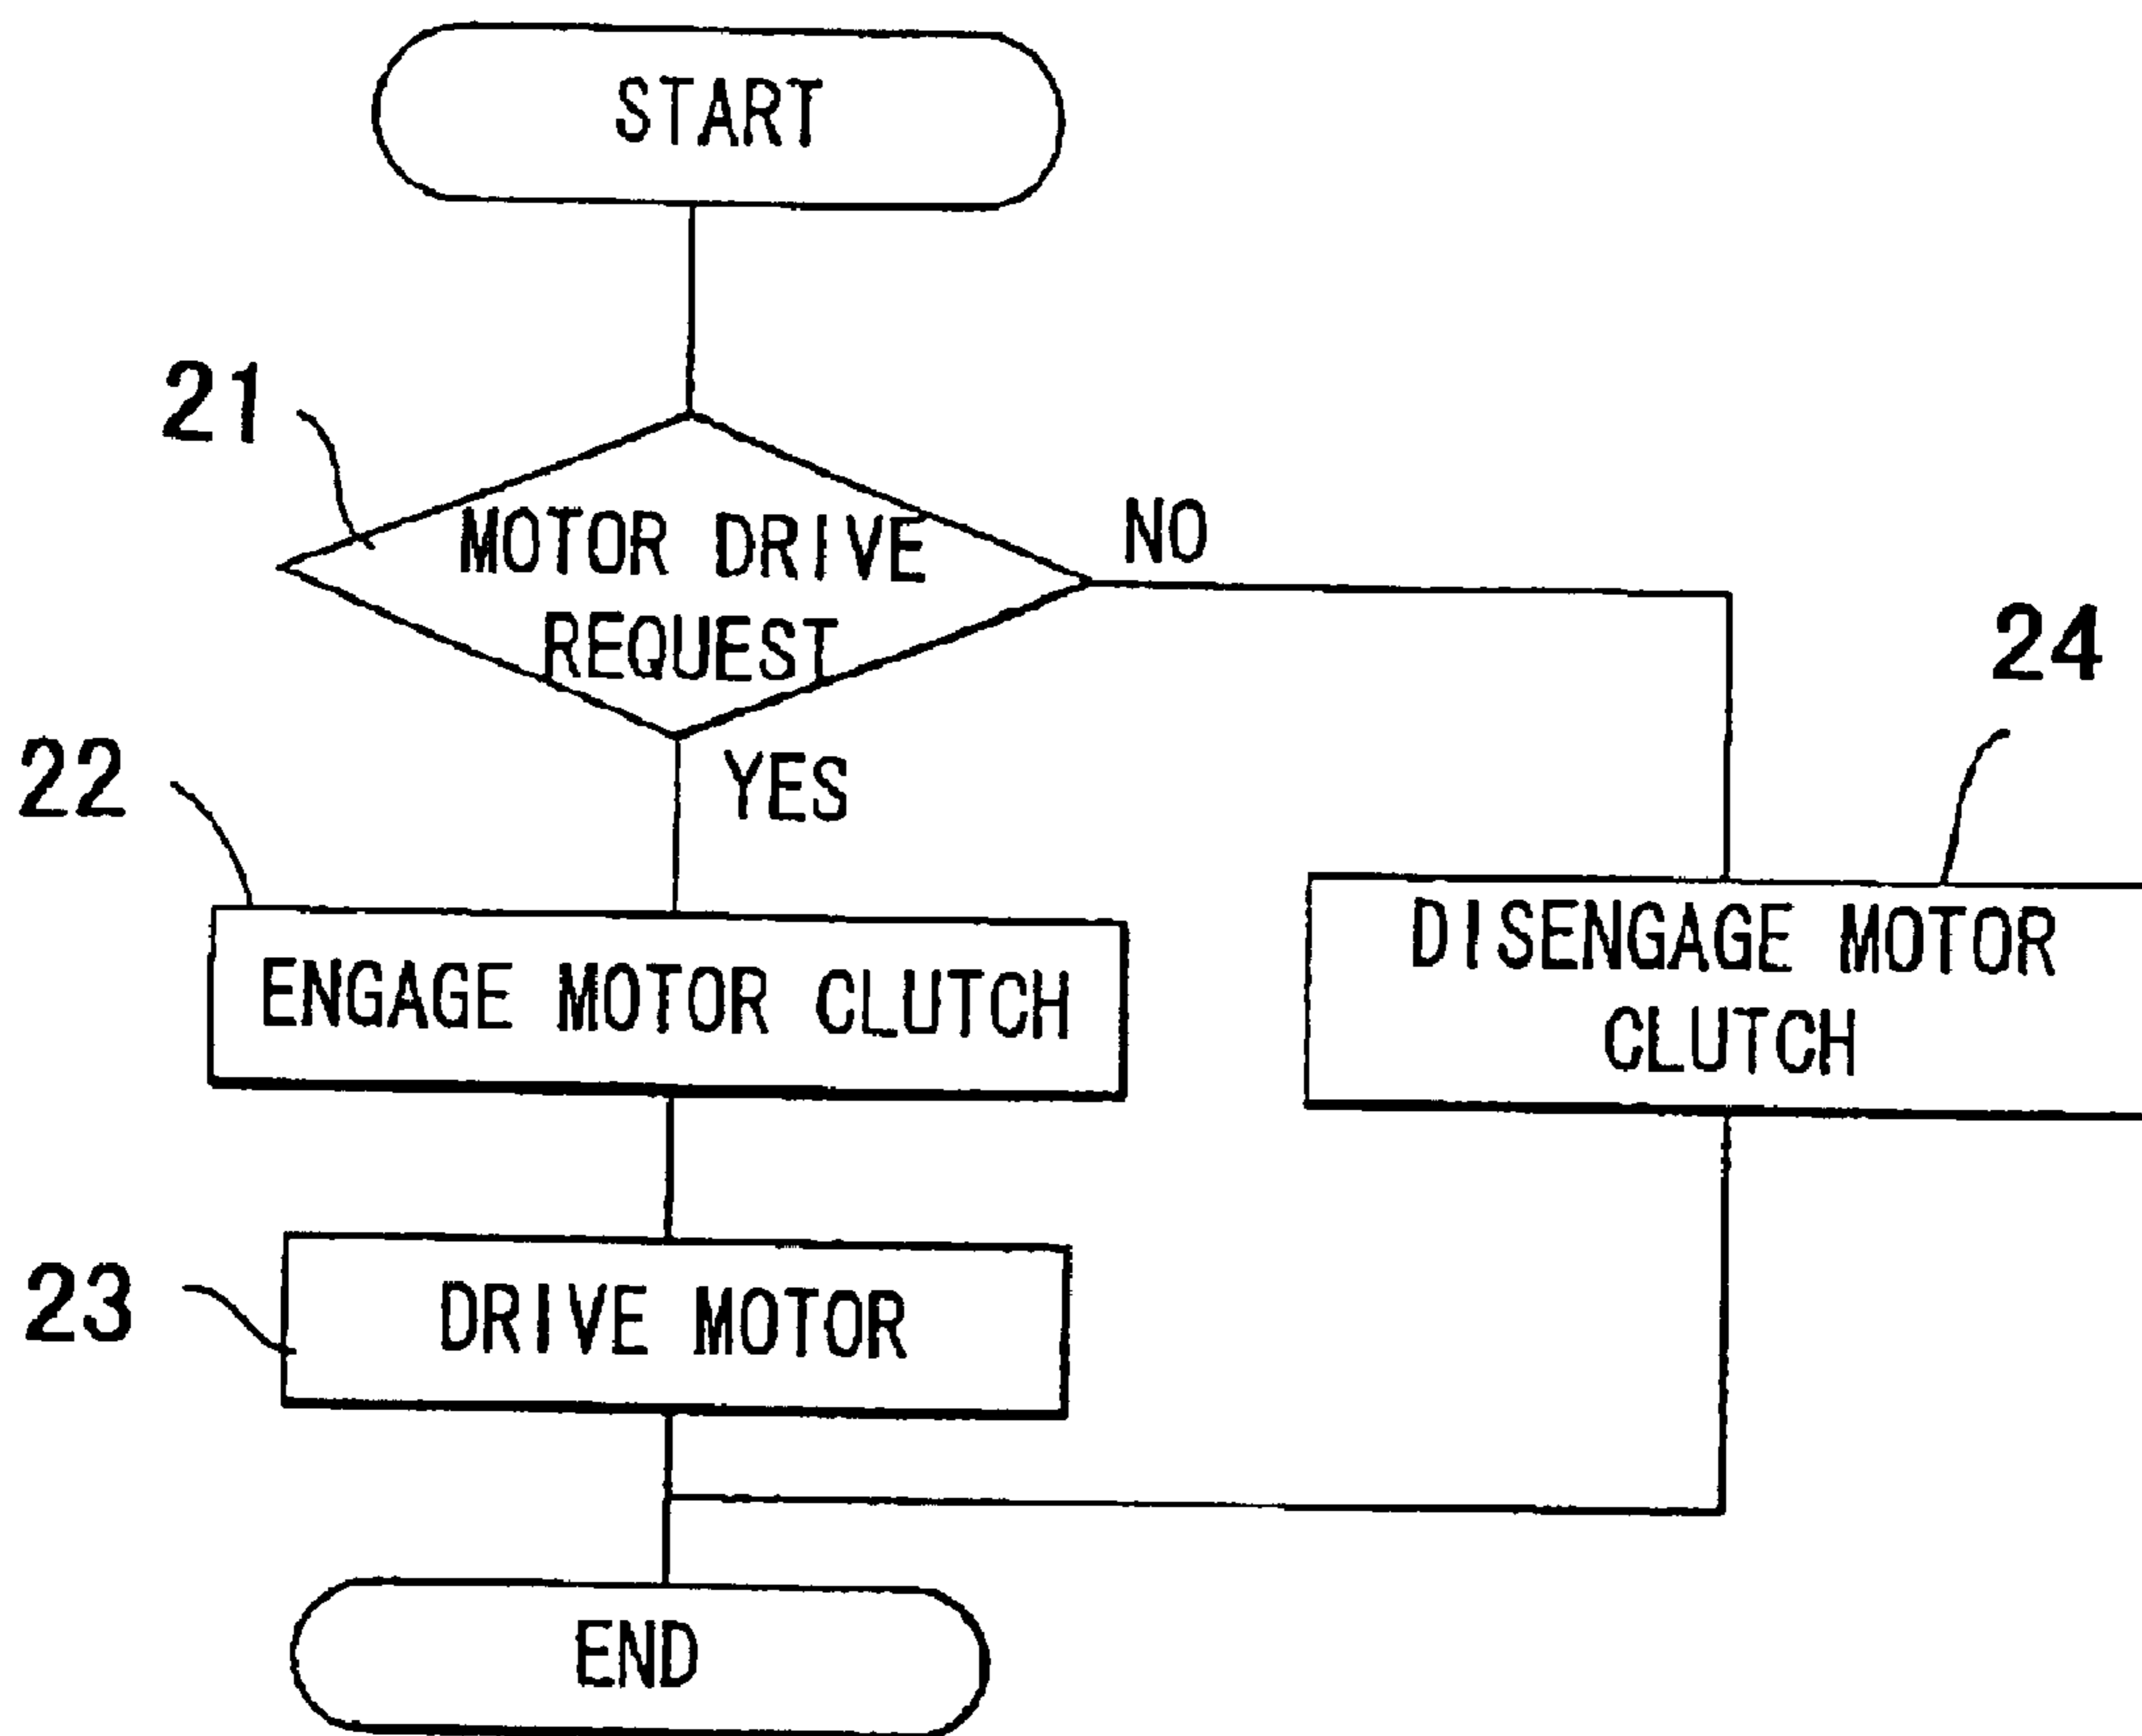 START
21
MOTOR DRIVE
REQUEST
NO
YES
22
ENGAGE MOTOR CLUTCH
24
DISENGAGE MOTOR
CLUTCH
23
DRIVE MOTOR
END